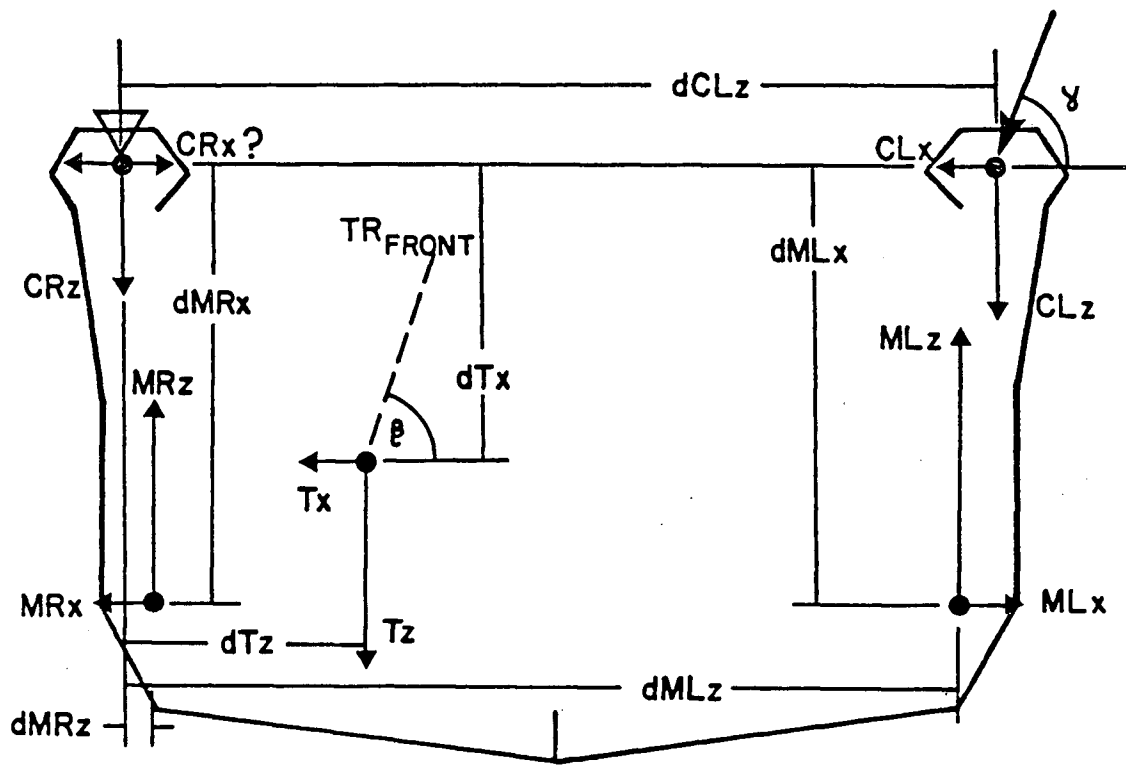 dCLz
γ
CRx?
CLx
TR FRONT
dMLx
CRz
dMRx
CLz
MLz
MRz
dTx
β
Tx
MRx
MLx
dTz
Tz
dMLz
dMRz